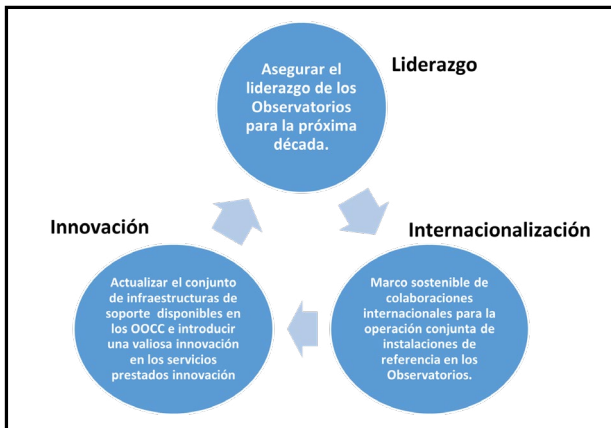 Liderazgo
Asegurar el
liderazgo de los
Observatorios
para la próxima
década.
Internacionalización
Marco sostenible de
colaboraciones
internacionales para la
operación conjunta de
instalaciones de
referencia en los
Observatorios.
Innovación
Actualizar el conjunto
de infraestructuras de
soporte disponibles en
los OOCC e introducir
una valiosa innovación
en los servicios
prestados innovación